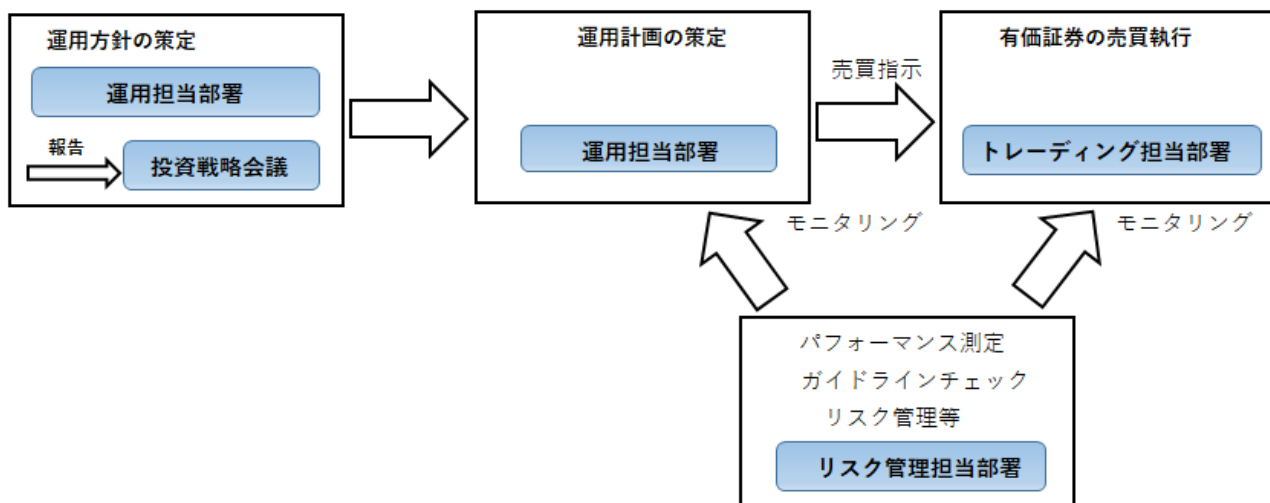 運用方針の策定
運用担当部署
報告
投資戦略会議
運用計画の策定
運用担当部署
売買指示
有価証券の売買執行
トレーディング担当部署
モニタリング
モニタリング
パフォーマンス測定
ガイドラインチェック
リスク管理等
リスク管理担当部署